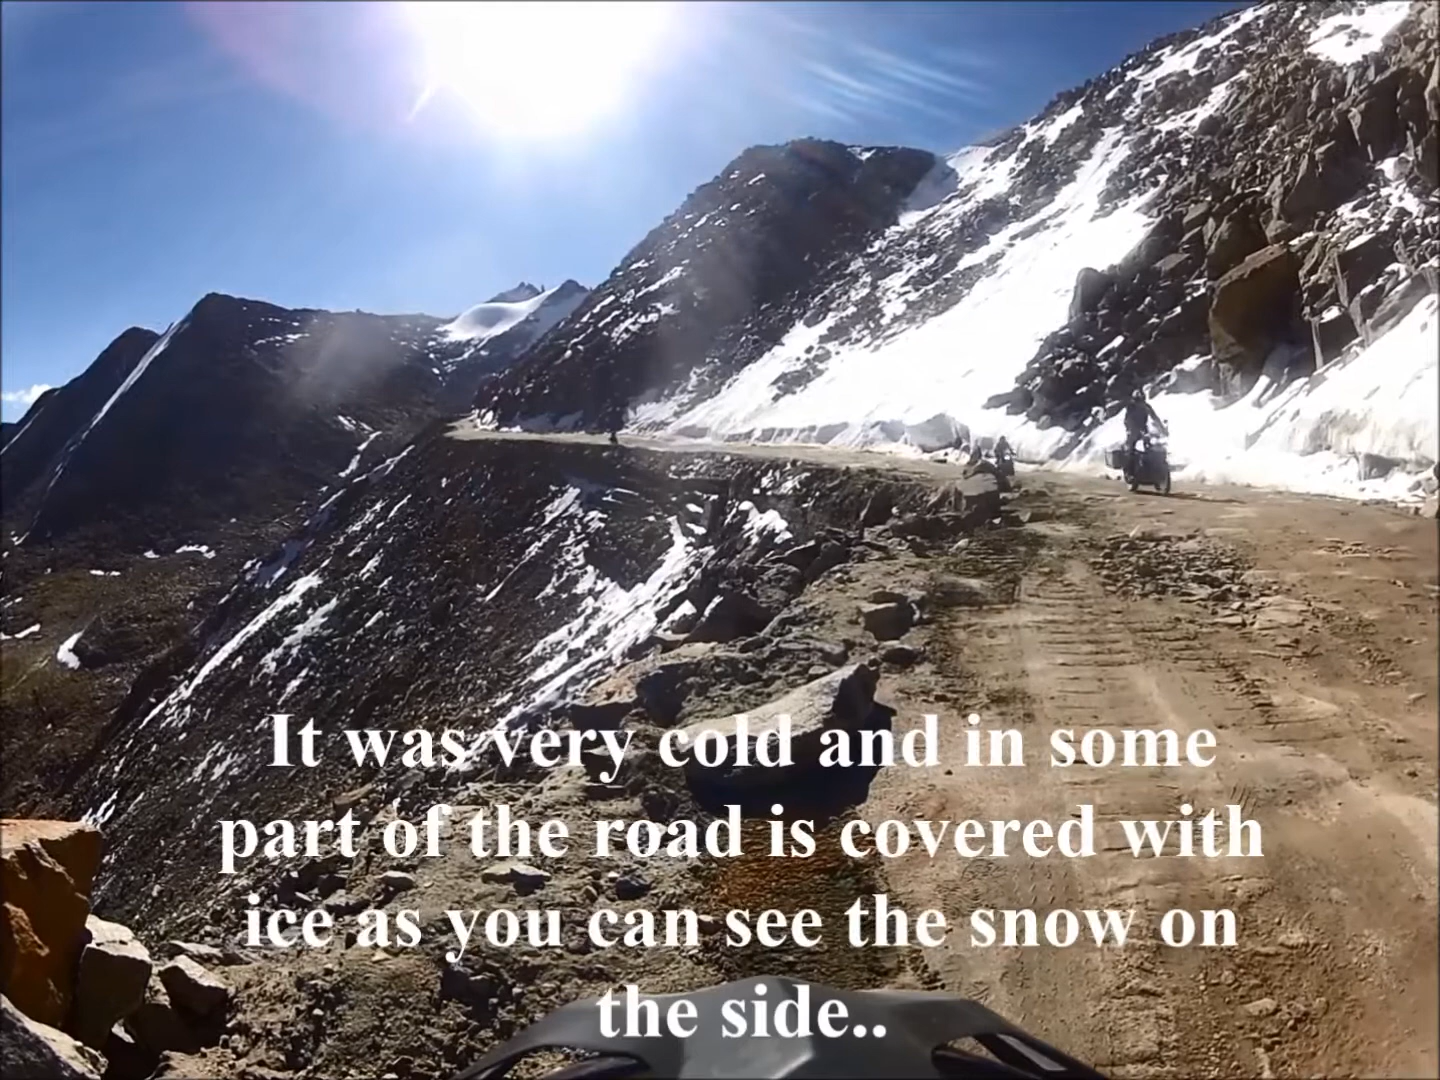 It was very cold and in some
part of the road is covered with
ice as you can see the snow on
the side..